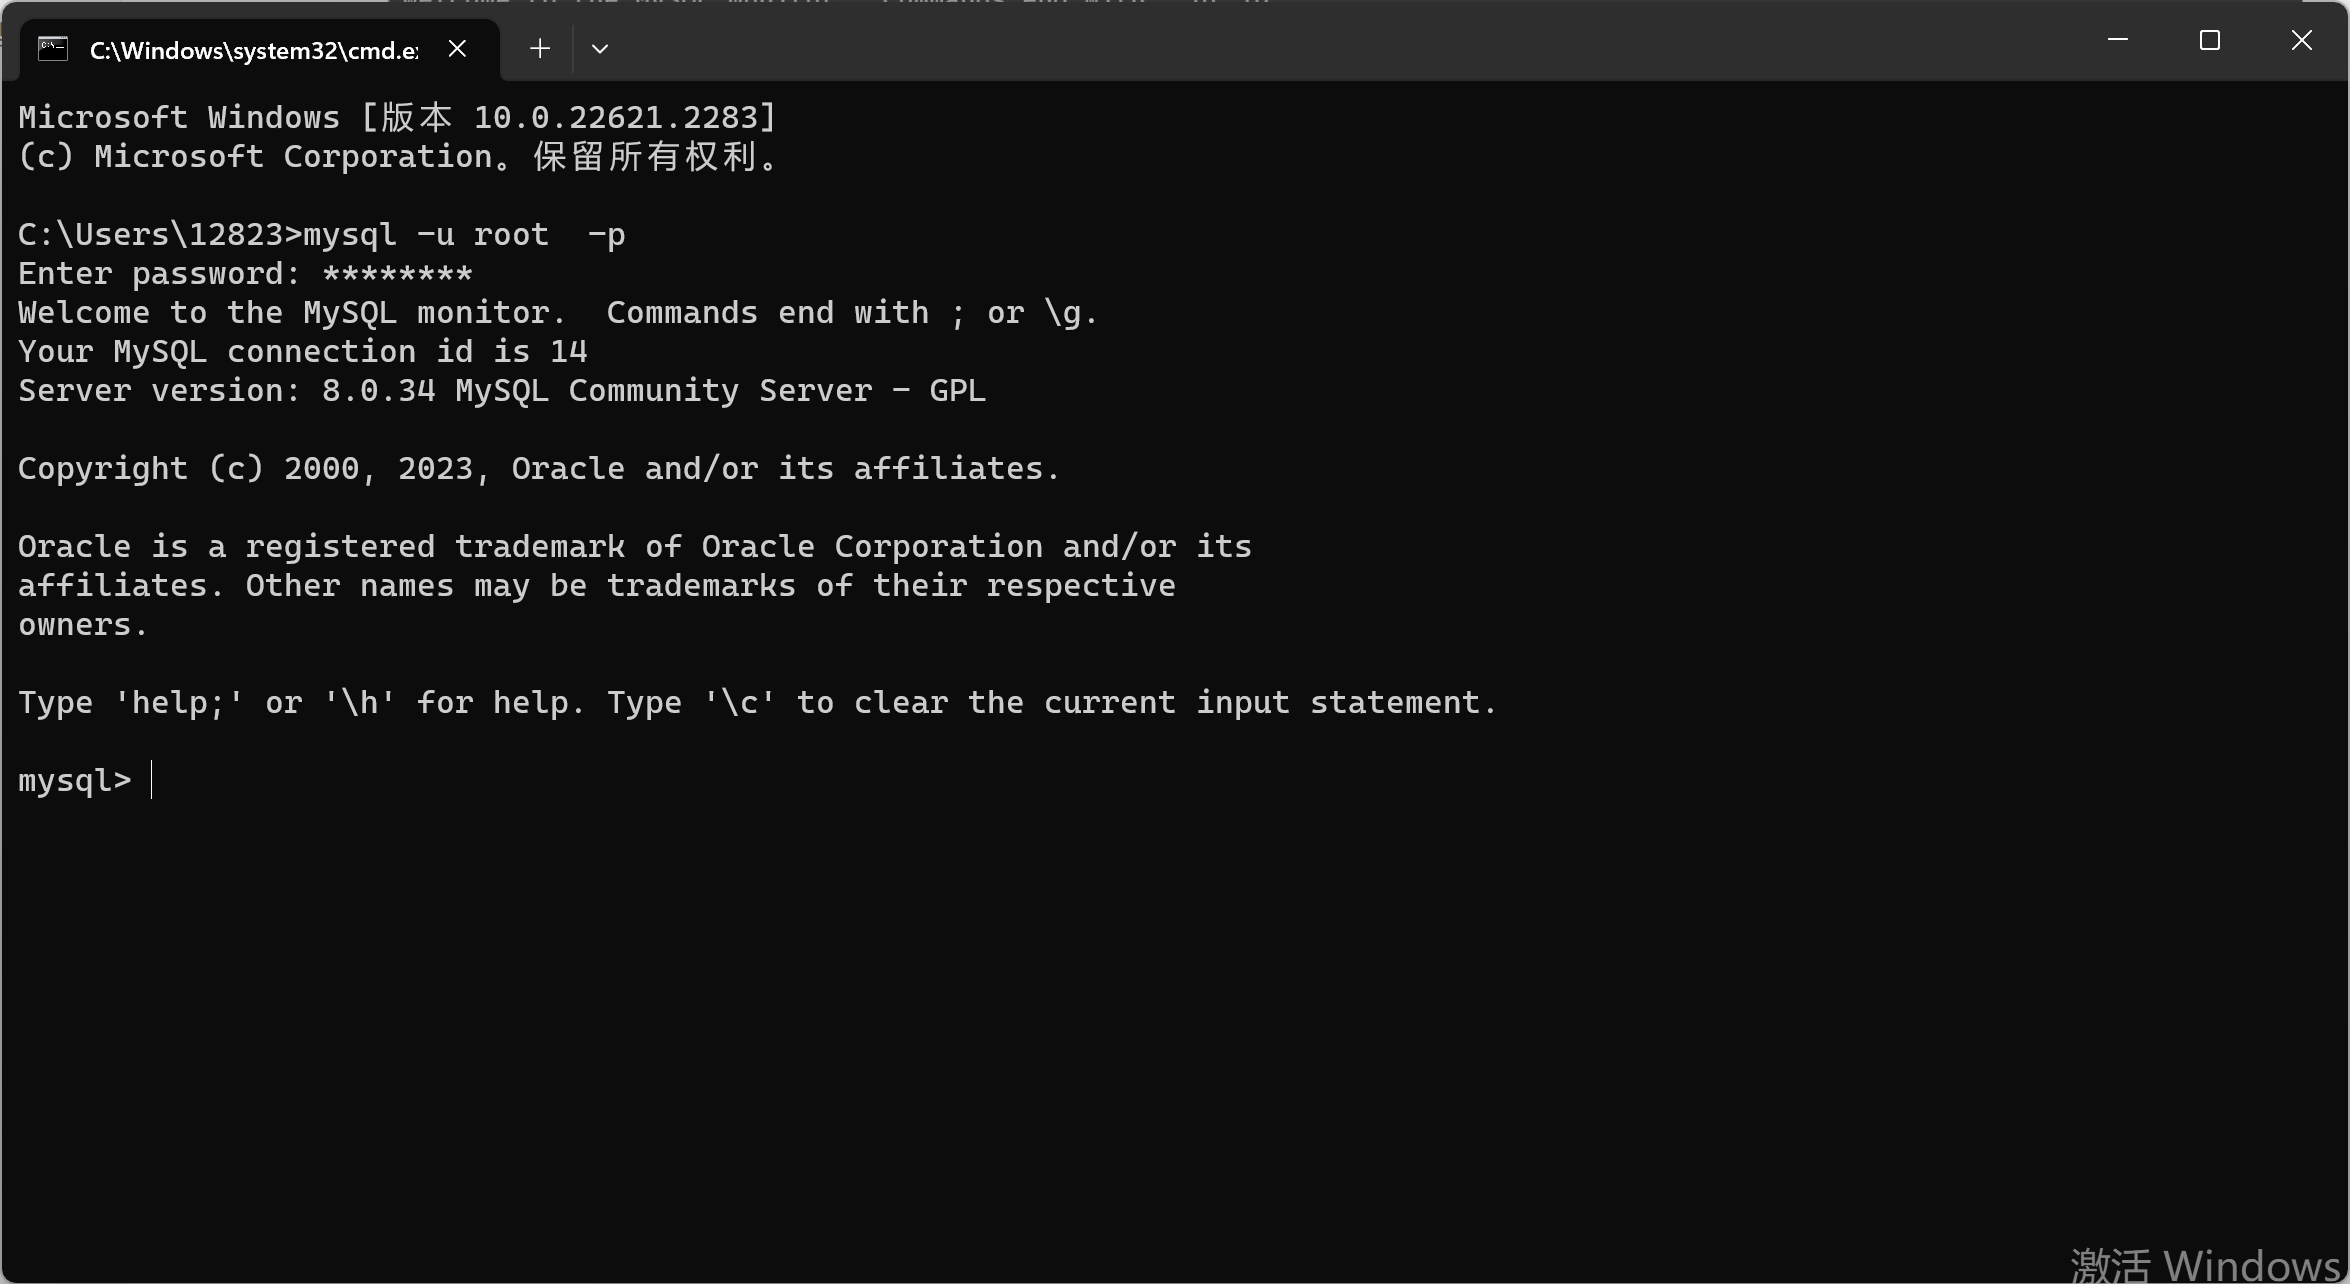 C:\Windows\system32\cmd.e
Microsoft Windows [版本 10.0.22621.2283]
(c) Microsoft Corporation。保留所有权利。
C:\Users\12823>mysql -u root  -p
Enter password: ********
Welcome to the MySQL monitor.  Commands end with ; or \g.
Your MySQL connection id is 14
Server version: 8.0.34 MySQL Community Server - GPL
Copyright (c) 2000, 2023, Oracle and/or its affiliates.
Oracle is a registered trademark of Oracle Corporation and/or its
affiliates. Other names may be trademarks of their respective
owners.
Type 'help;' or '\h' for help. Type '\c' to clear the current input statement.
mysql>
激活 Windows